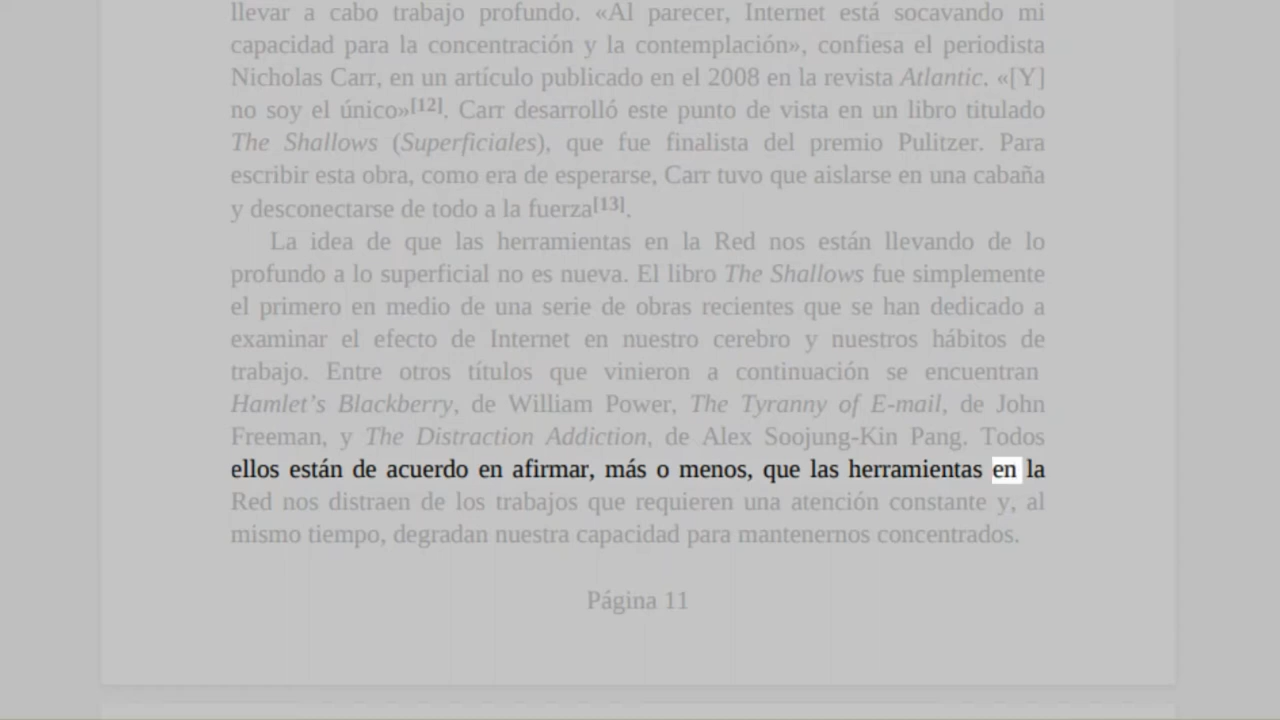 llevar a cabo trabajo profundo. «Al parecer, Internet está socavando mi
capacidad para la concentración y la contemplación», confiesa el periodista
Nicholas Carr, en un artículo publicado en el 2008 en la revista Atlantic. «[Y]
no soy el único»[12]. Carr desarrolló este punto de vista en un libro titulado
The Shallows (Superficiales), que fue finalista del premio Pulitzer. Para
escribir esta obra, como era de esperarse, Carr tuvo que aislarse en una cabaña
y desconectarse de todo a la fuerza[13].
La idea de que las herramientas en la Red nos están llevando de lo
profundo a lo superficial no es nueva. El libro The Shallows fue simplemente
el primero en medio de una serie de obras recientes que se han dedicado a
examinar el efecto de Internet en nuestro cerebro y nuestros hábitos de
trabajo. Entre otros títulos que vinieron a continuación se encuentran
Hamlet’s Blackberry, de William Power, The Tyranny of E-mail, de John
Freeman, y The Distraction Addiction, de Alex Soojung-Kin Pang. Todos
ellos están de acuerdo en afirmar, más o menos, que las herramientas en la
Red nos distraen de los trabajos que requieren una atención constante y, al
mismo tiempo, degradan nuestra capacidad para mantenernos concentrados.
Página 11